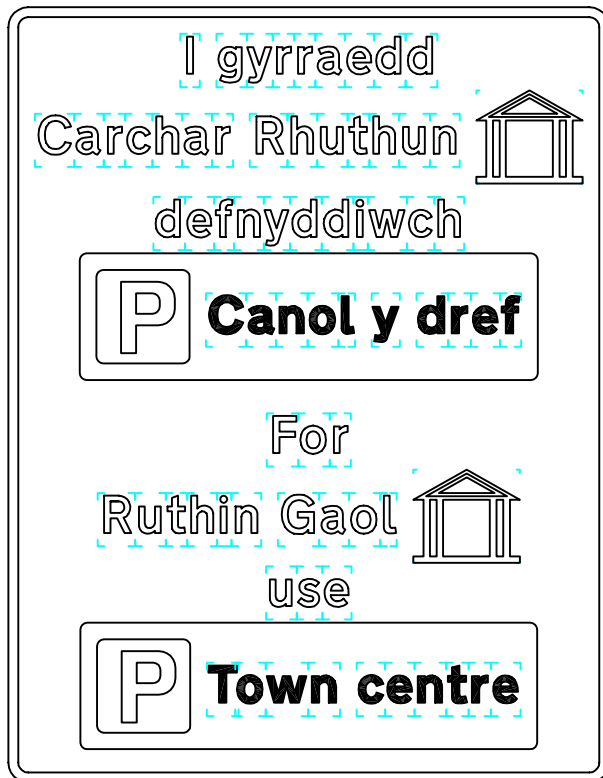 I gyrraedd
Carchar Rhuthun
defnyddiwch
P Canol y dref
For
Ruthin Gaol
use
P Town centre